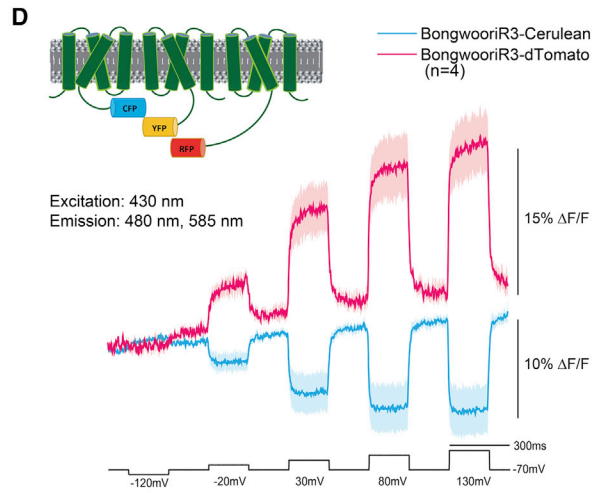 D
BongwooriR3-Cerulean
BongwooriR3-dTomato
(n=4)
CFP
YFP
RFP
Excitation: 430 nm
Emission: 480 nm, 585 nm
15% ΔF/F
10% ΔF/F
300ms
-70mV
-120mV
-20mV
30mV
80mV
130mV